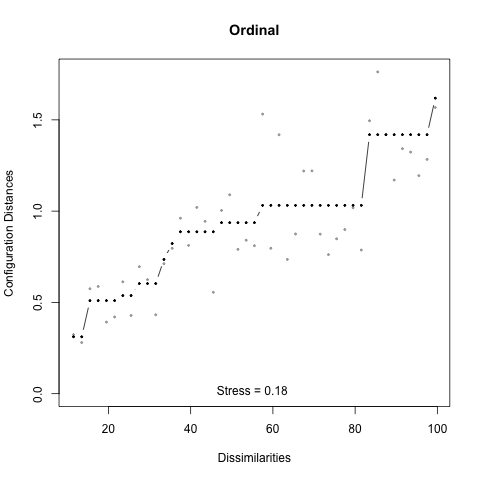 Ordinal
Configuration Distances
1.5
1.0
0.5
0.0
Stress = 0.18
20 40 60 80 100
Dissimilarities